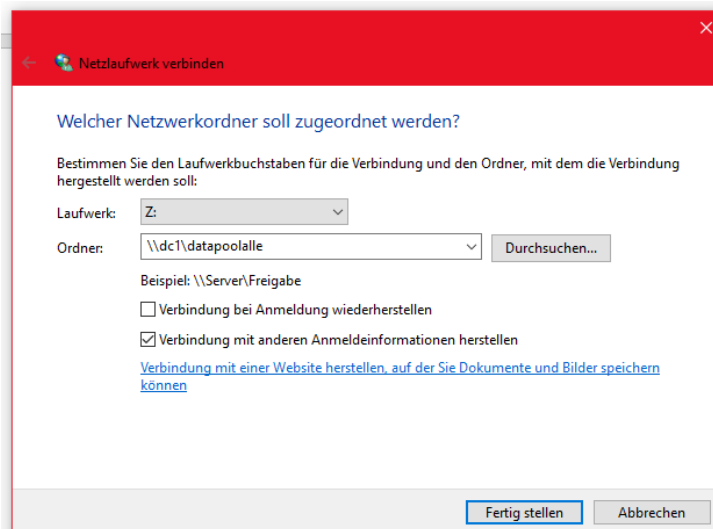 Netzlaufwerk verbinden
Welcher Netzwerkordner soll zugeordnet werden?
Bestimmen Sie den Laufwerkbuchstaben für die Verbindung und den Ordner, mit dem die Verbindung
hergestellt werden soll:
Laufwerk: Z:
Ordner: \\dc1\datapoolalle Durchsuchen...
Beispiel: \\Server\Freigabe
Verbindung bei Anmeldung wiederherstellen
Verbindung mit anderen Anmeldeinformationen herstellen
Verbindung mit einer Website herstellen, auf der Sie Dokumente und Bilder speichern
können
Fertig stellen Abbrechen